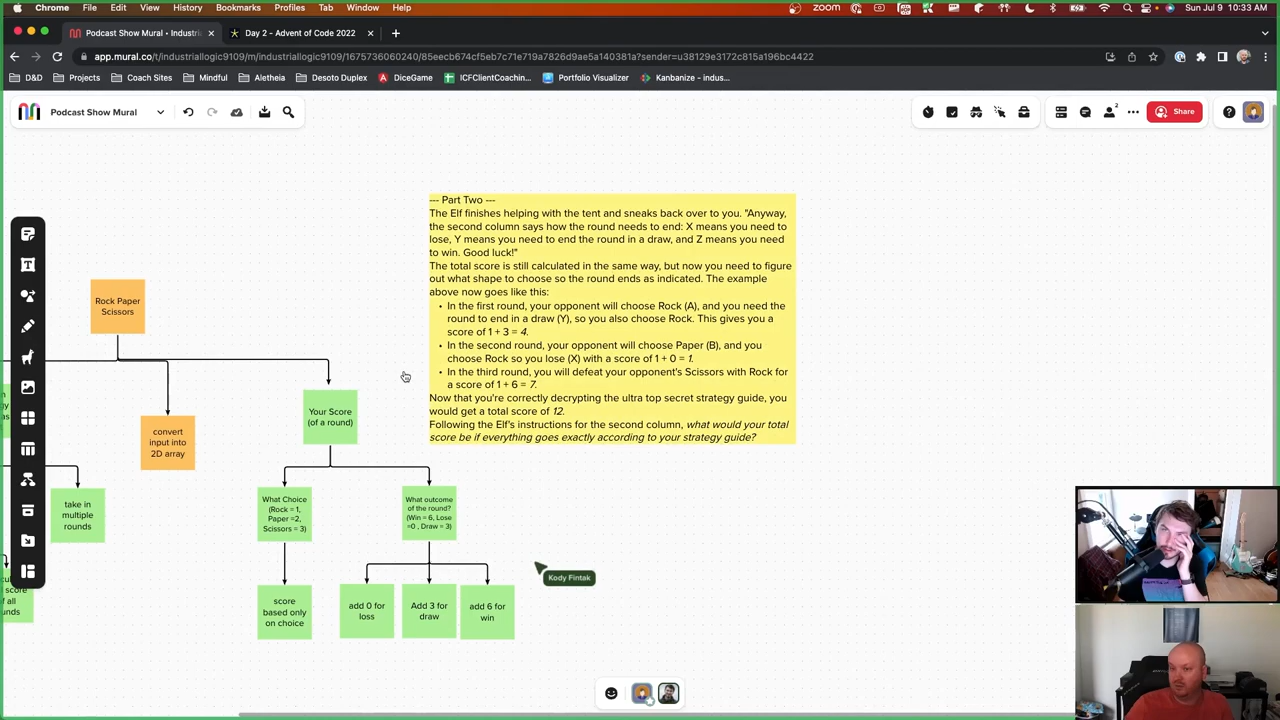 Chrome File Edit View History Bookmarks Profiles Tab Window Help
zoom
Sun Jul 9 10:33 AM
Podcast Show Mural • Industri
Day 2 - Advent of Code 2022
app.mural.co/t/industriallogic9109/m/industriallogic9109/1675736060240/85eecb674cf5eb7c71e719a7826d9ae5a140381a?sender=u38129e3172c815a196bc4422
D&D Projects Coach Sites Mindful Aletheia Desoto Duplex DiceGame ICFClientCoaching... Portfolio Visualizer Kanbanize - indus...
Podcast Show Mural
2
Share
--- Part Two ---
The Elf finishes helping with the tent and sneaks back over to you. "Anyway,
the second column says how the round needs to end: X means you need to
lose, Y means you need to end the round in a draw, and Z means you need
to win. Good luck!"
The total score is still calculated in the same way, but now you need to figure
out what shape to choose so the round ends as indicated. The example
above now goes like this:
• In the first round, your opponent will choose Rock (A), and you need the
round to end in a draw (Y), so you also choose Rock. This gives you a
score of 1 + 3 = 4.
• In the second round, your opponent will choose Paper (B), and you
choose Rock so you lose (X) with a score of 1 + 0 = 1.
• In the third round, you will defeat your opponent's Scissors with Rock for
a score of 1 + 6 = 7.
Now that you're correctly decrypting the ultra top secret strategy guide, you
would get a total score of 12.
Following the Elf's instructions for the second column, what would your total
score be if everything goes exactly according to your strategy guide?
Rock Paper
Scissors
Your Score
(of a round)
convert
input into
2D array
take in
multiple
rounds
What Choice
(Rock = 1,
Paper =2,
Scissors = 3)
What outcome
of the round?
(Win = 6, Lose
=0 , Draw = 3)
score
based only
on choice
add 0 for
loss
Add 3 for
draw
add 6 for
win
Kody Fintak